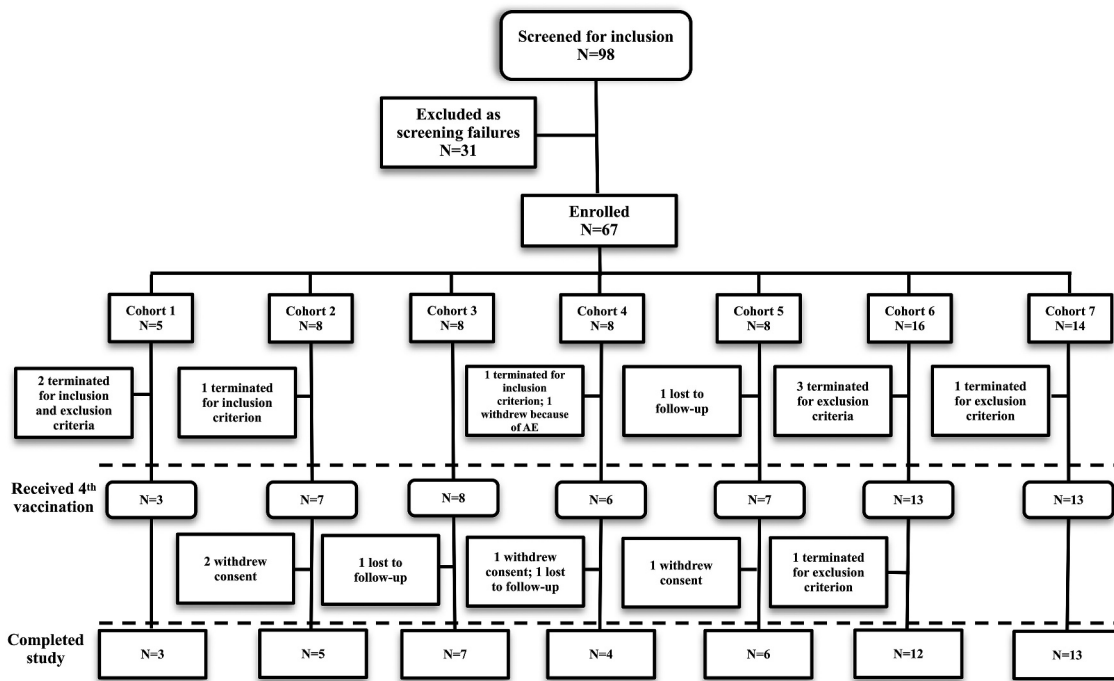 Screened for inclusion
N=98
Excluded as
screening failures
N=31
Enrolled
N=67
Cohort 1
N=5
Cohort 2
N=8
Cohort 3
N=8
Cohort 4
N=8
Cohort 5
N=8
Cohort 6
N=16
Cohort 7
N=14
2 terminated
for inclusion
and exclusion
criteria
1 terminated
for inclusion
criterion
1 terminated for
inclusion
criterion; 1
withdrew because
of AE
1 lost to
follow-up
3 terminated
for exclusion
criteria
1 terminated
for exclusion
criterion
Received 4th
vaccination
N=3
N=7
N=8
N=6
N=7
N=13
N=13
2 withdrew
consent
1 lost to
follow-up
1 withdrew
consent; 1 lost
to follow-up
1 withdrew
consent
1 terminated
for exclusion
criterion
Completed
study
N=3
N=5
N=7
N=4
N=6
N=12
N=13